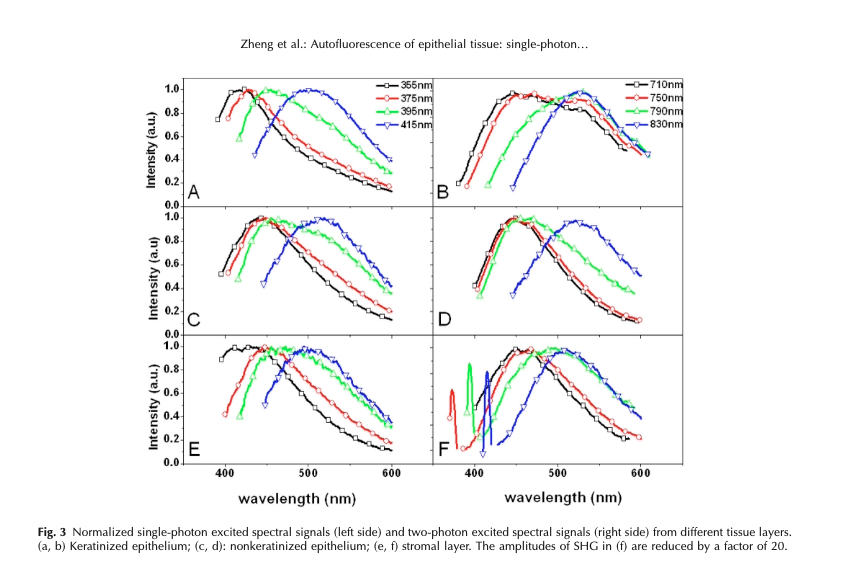 Zheng et al.: Autofluorescence of epithelial tissue: single-photon…
Intensity (a.u.)
1.0
0.8
0.6
0.4
0.2
0.0
355nm
375nm
395nm
415nm
A
710nm
750nm
790nm
830nm
B
Intensity (a.u)
1.0
0.8
0.6
0.4
0.2
0.0
C
D
Intensity (a.u.)
1.0
0.8
0.6
0.4
0.2
0.0
E
F
400 500 600
400 500 600
wavelength (nm)
wavelength (nm)
Fig. 3 Normalized single-photon excited spectral signals (left side) and two-photon excited spectral signals (right side) from different tissue layers.
(a, b) Keratinized epithelium; (c, d): nonkeratinized epithelium; (e, f) stromal layer. The amplitudes of SHG in (f) are reduced by a factor of 20.